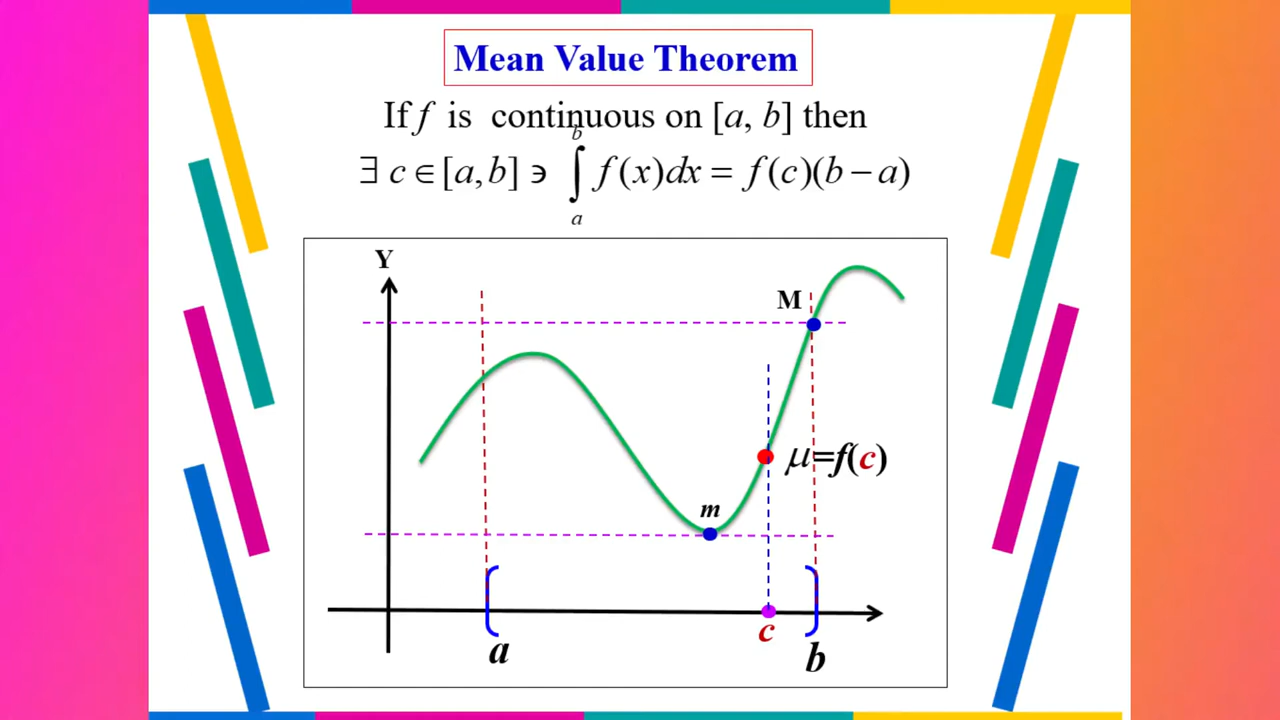 Mean Value Theorem
If f is continuous on [a, b] then
∃ c ∈ [a, b] ∍ ∫ₐᵇ f(x)dx = f(c)(b − a)
Y
M
μ=f(c)
m
c
a
b